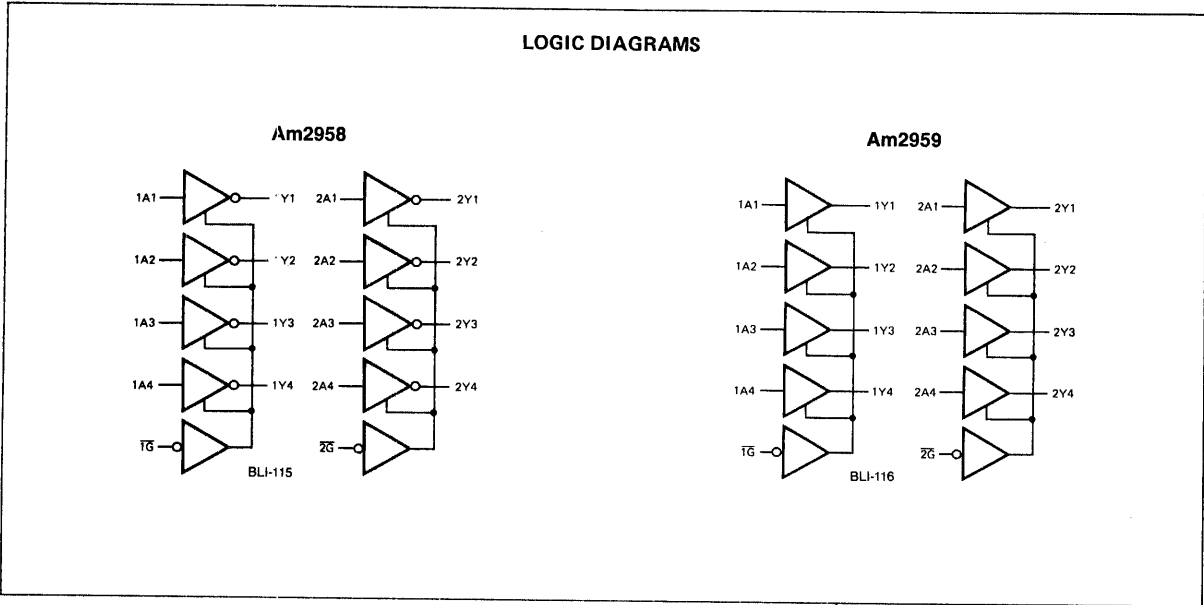 LOGIC DIAGRAMS
Am2958
1A1 1Y1 2A1 2Y1
1A2 1Y2 2A2 2Y2
1A3 1Y3 2A3 2Y3
1A4 1Y4 2A4 2Y4
1G 2G
BLI-115
Am2959
1A1 1Y1 2A1 2Y1
1A2 1Y2 2A2 2Y2
1A3 1Y3 2A3 2Y3
1A4 1Y4 2A4 2Y4
1G 2G
BLI-116